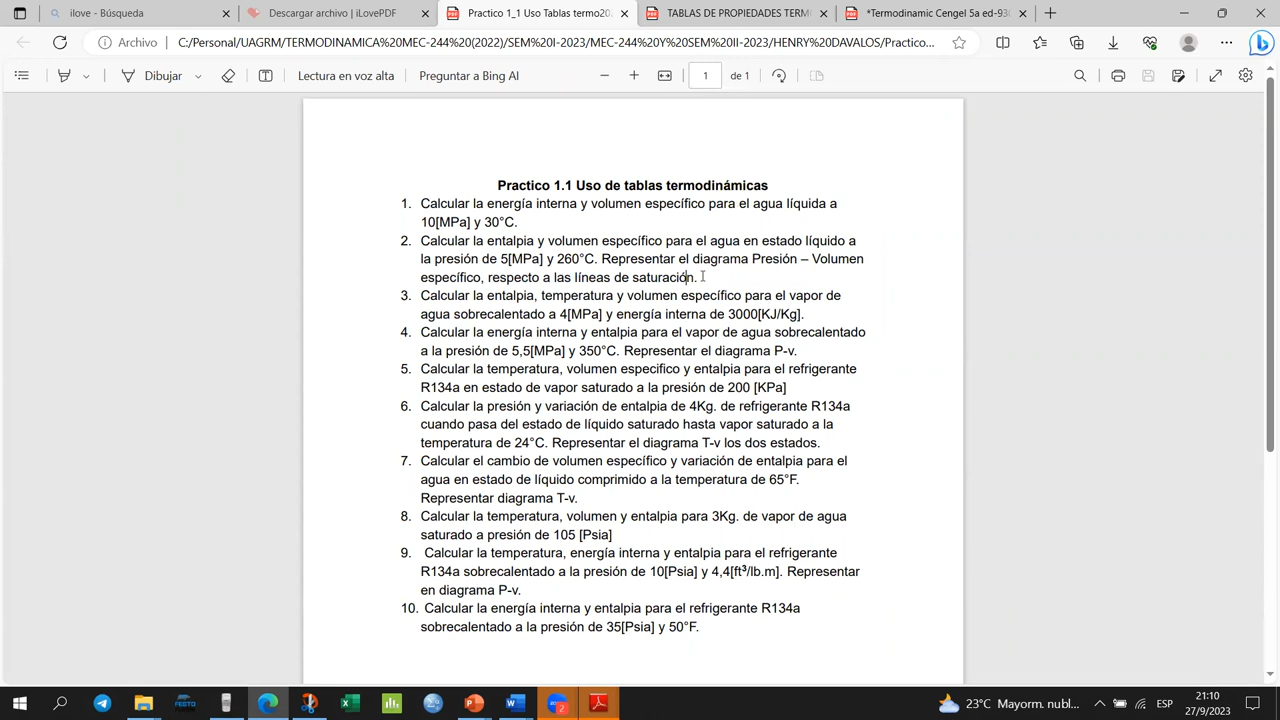 ilove - Búsqueda
Descargar archivo | iLovePDF
Practico 1_1 Uso Tablas termo202
TABLAS DE PROPIEDADES TERM
*Termodinamic Cengel 5a ed-930
Archivo
C:/Personal/UAGRM/TERMODINAMICA%20MEC-244%20(2022)/SEM%20I-2023/MEC-244%20Y%20SEM%20II-2023/HENRY%20DAVALOS/Practico...
Dibujar
Lectura en voz alta
Preguntar a Bing AI
1
de 1
Practico 1.1 Uso de tablas termodinámicas
1. Calcular la energía interna y volumen específico para el agua líquida a
10[MPa] y 30°C.
2. Calcular la entalpia y volumen específico para el agua en estado líquido a
la presión de 5[MPa] y 260°C. Representar el diagrama Presión – Volumen
específico, respecto a las líneas de saturación.
3. Calcular la entalpia, temperatura y volumen específico para el vapor de
agua sobrecalentado a 4[MPa] y energía interna de 3000[KJ/Kg].
4. Calcular la energía interna y entalpia para el vapor de agua sobrecalentado
a la presión de 5,5[MPa] y 350°C. Representar el diagrama P-v.
5. Calcular la temperatura, volumen especifico y entalpia para el refrigerante
R134a en estado de vapor saturado a la presión de 200 [KPa]
6. Calcular la presión y variación de entalpia de 4Kg. de refrigerante R134a
cuando pasa del estado de líquido saturado hasta vapor saturado a la
temperatura de 24°C. Representar el diagrama T-v los dos estados.
7. Calcular el cambio de volumen específico y variación de entalpia para el
agua en estado de líquido comprimido a la temperatura de 65°F.
Representar diagrama T-v.
8. Calcular la temperatura, volumen y entalpia para 3Kg. de vapor de agua
saturado a presión de 105 [Psia]
9. Calcular la temperatura, energía interna y entalpia para el refrigerante
R134a sobrecalentado a la presión de 10[Psia] y 4,4[ft³/lb.m]. Representar
en diagrama P-v.
10. Calcular la energía interna y entalpia para el refrigerante R134a
sobrecalentado a la presión de 35[Psia] y 50°F.
FESTO
2
23°C Mayorm. nubl...
ESP
21:10
27/9/2023